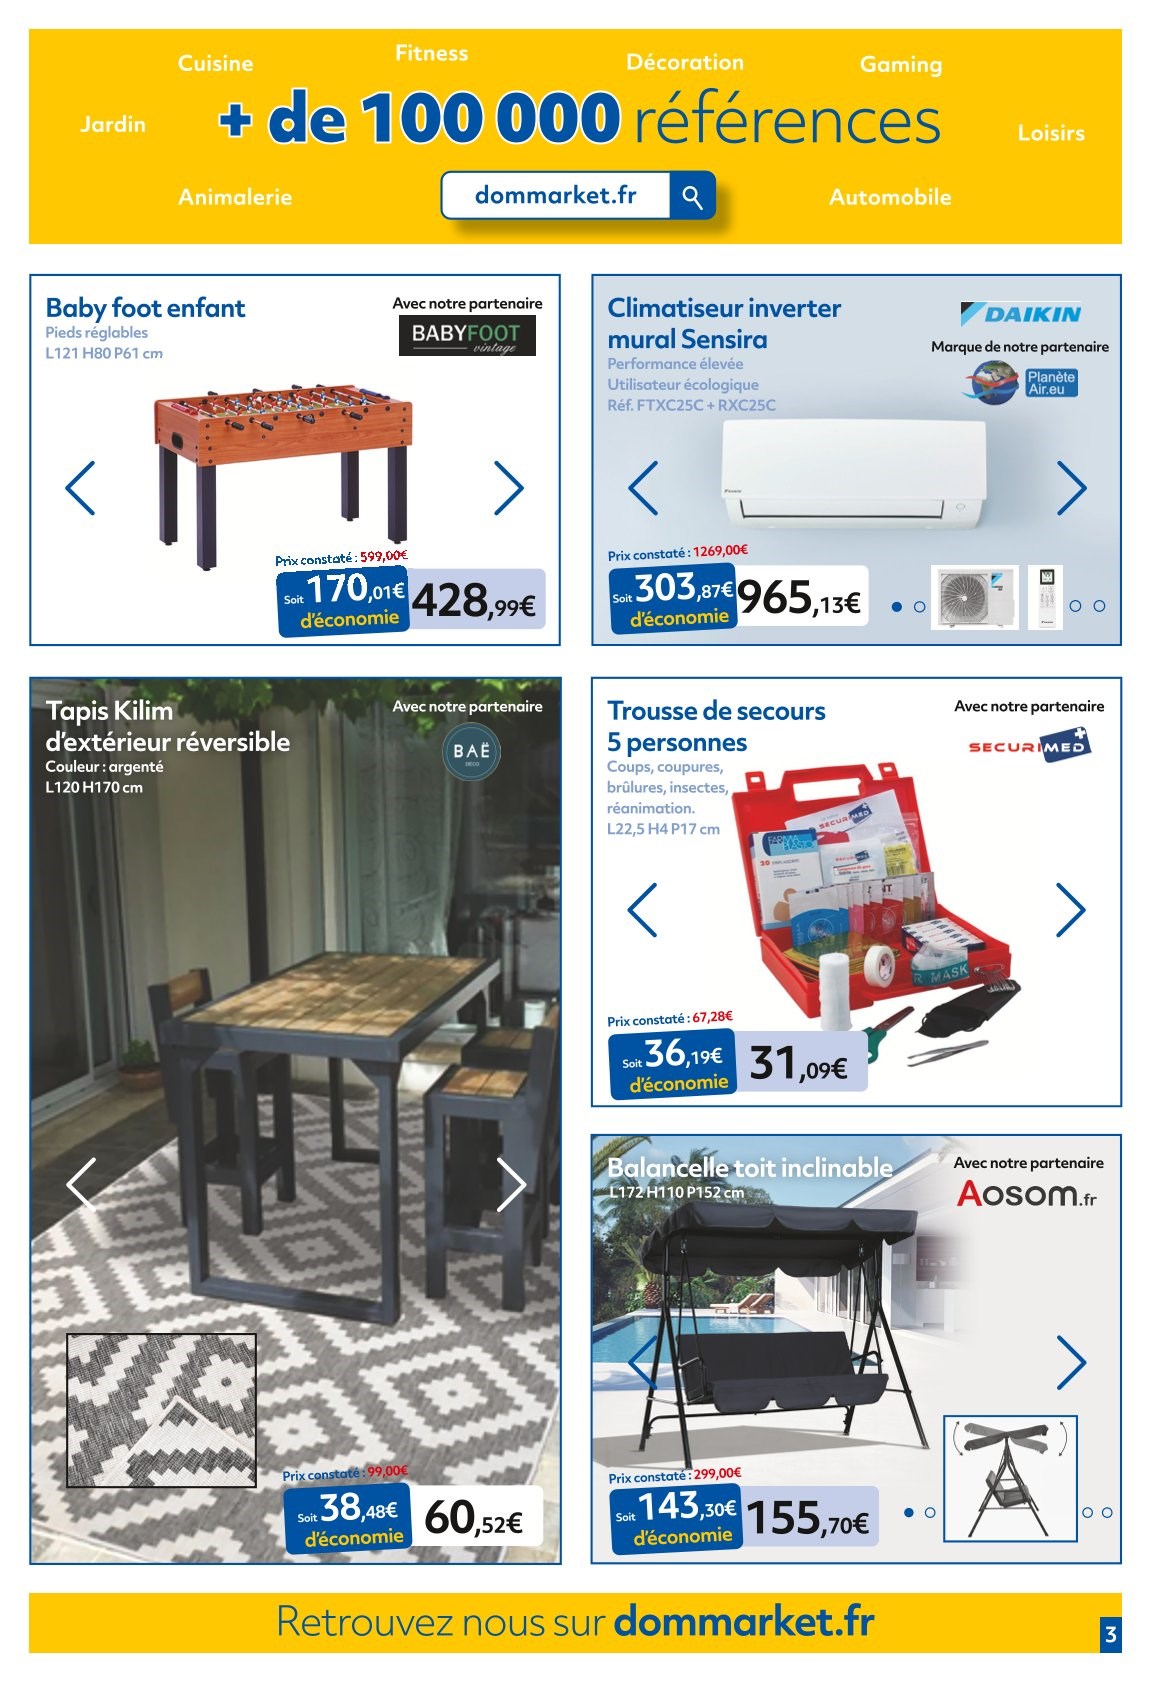 Cuisine
Fitness
Décoration
Gaming
Jardin
+ de 100 000 références
Loisirs
Animalerie
dommarket.fr
Automobile
Baby foot enfant
Pieds réglables
L121 H80 P61 cm
Avec notre partenaire
BABYFOOT
vintage
Prix constaté : 599,00€
Soit 170,01€
d'économie
428,99€
Climatiseur inverter
mural Sensira
Performance élevée
Utilisateur écologique
Réf. FTXC25C + RXC25C
DAIKIN
Marque de notre partenaire
Planète
Air.eu
Prix constaté : 1269,00€
Soit 303,87€
d'économie
965,13€
Tapis Kilim
d'extérieur réversible
Couleur : argenté
L120 H170 cm
Avec notre partenaire
BAË
DECO
Prix constaté : 99,00€
Soit 38,48€
d'économie
60,52€
Trousse de secours
5 personnes
Coups, coupures,
brûlures, insectes,
réanimation.
L22,5 H4 P17 cm
Avec notre partenaire
SECURIMED
SECURIMED
MASK
Prix constaté : 67,28€
Soit 36,19€
d'économie
31,09€
Balancelle toit inclinable
L172 H110 P152 cm
Avec notre partenaire
Aosom.fr
Prix constaté : 299,00€
Soit 143,30€
d'économie
155,70€
Retrouvez nous sur dommarket.fr
3